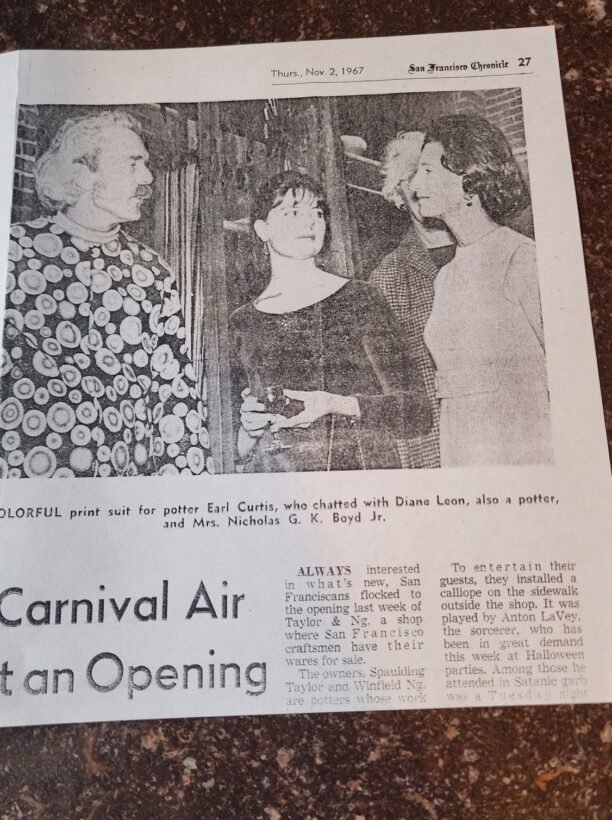 Thurs., Nov. 2, 1967
San Francisco Chronicle 27
OLORFUL print suit for potter Earl Curtis, who chatted with Diane Leon, also a potter,
and Mrs. Nicholas G. K. Boyd Jr.
Carnival Air
t an Opening
ALWAYS interested
in what's new, San
Franciscans flocked to
the opening last week of
Taylor & Ng, a shop
where San Francisco
craftsmen have their
wares for sale.
The owners, Spaulding
Taylor and Winfield Ng,
are potters whose work
To entertain their
guests, they installed a
calliope on the sidewalk
outside the shop. It was
played by Anton LaVey,
the sorcerer, who has
been in great demand
this week at Halloween
parties. Among those he
attended in Satanic garb
was a Tuesday night